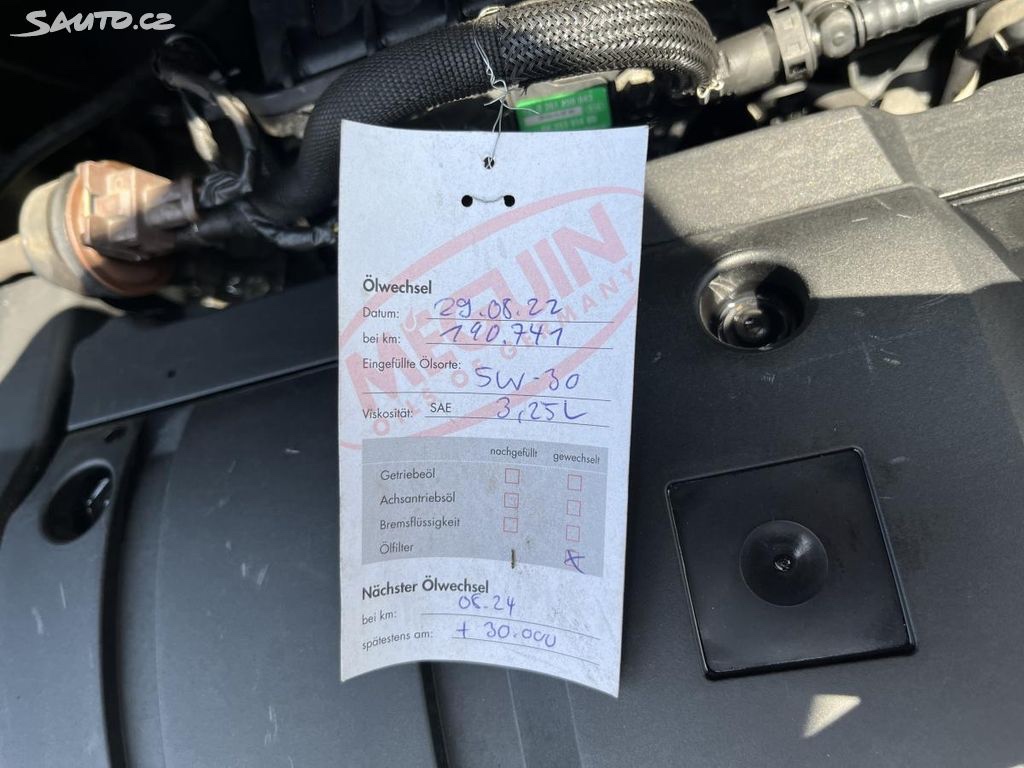 SAUTO.CZ
MEGUIN
OILS OF GERMANY
Ölwechsel
Datum: 29.08.22
bei km: 190.741
Eingefüllte Ölsorte: 5W-30
Viskosität: SAE 3,25L
nachgefüllt gewechselt
Getriebeöl
Achsantriebsöl
Bremsflüssigkeit
Ölfilter x
Nächster Ölwechsel
bei km: 08.24
spätestens am: + 30.000